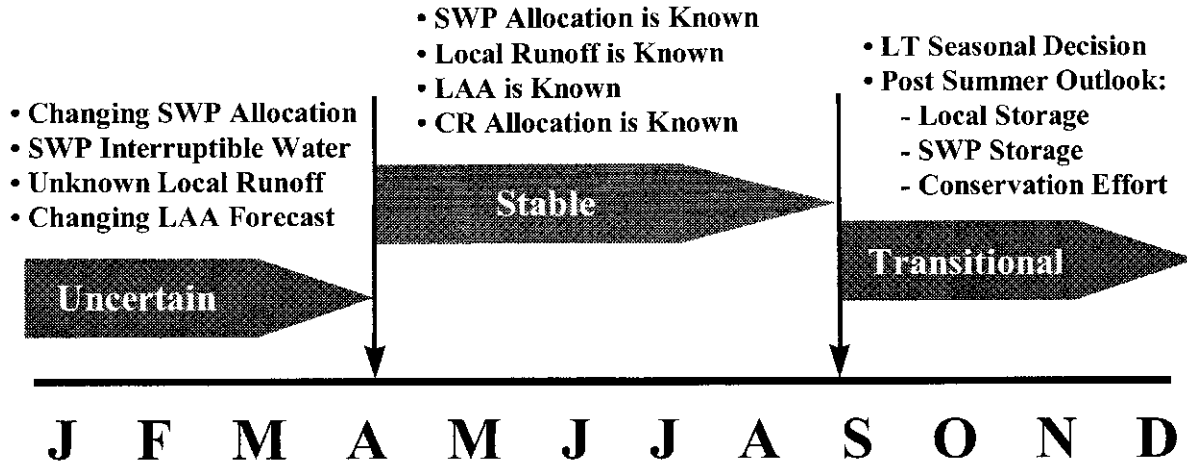 • Changing SWP Allocation
• SWP Interruptible Water
• Unknown Local Runoff
• Changing LAA Forecast
Uncertain
• SWP Allocation is Known
• Local Runoff is Known
• LAA is Known
• CR Allocation is Known
Stable
• LT Seasonal Decision
• Post Summer Outlook:
- Local Storage
- SWP Storage
- Conservation Effort
Transitional
J F M A M J J A S O N D